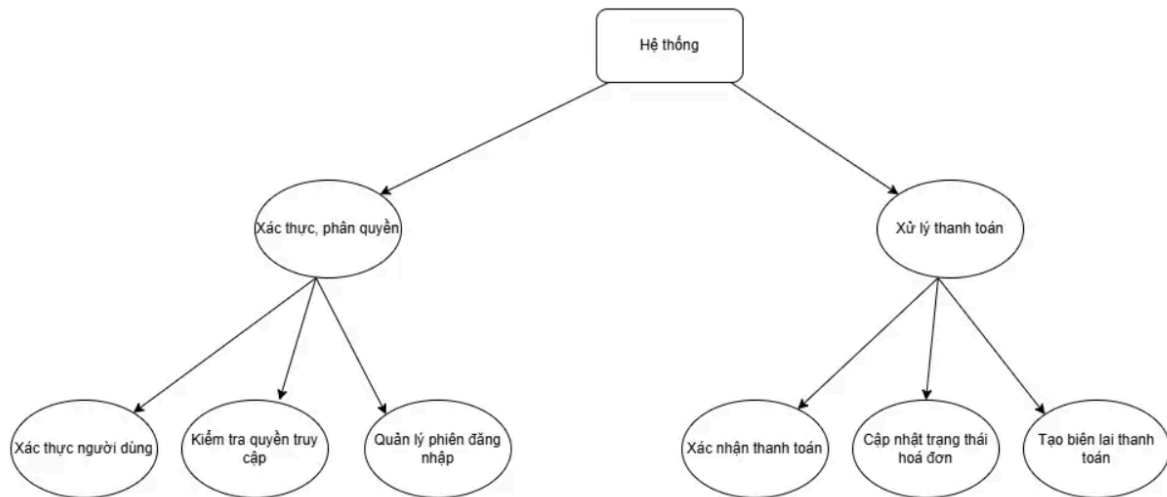 Hệ thống
Xác thực, phân quyền
Xử lý thanh toán
Xác thực người dùng
Kiểm tra quyền truy
cập
Quản lý phiên đăng
nhập
Xác nhận thanh toán
Cập nhật trạng thái
hoá đơn
Tạo biên lai thanh
toán